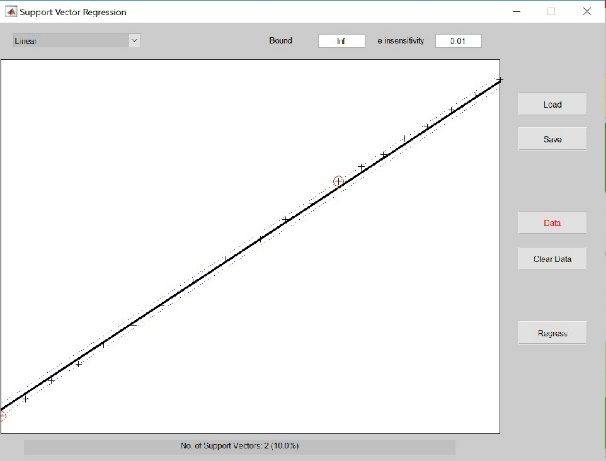 Support Vector Regression
Linear
Bound
Inf
e insensitivity
0.01
Load
Save
Data
Clear Data
Regress
No. of Support Vectors: 2 (10.0%)